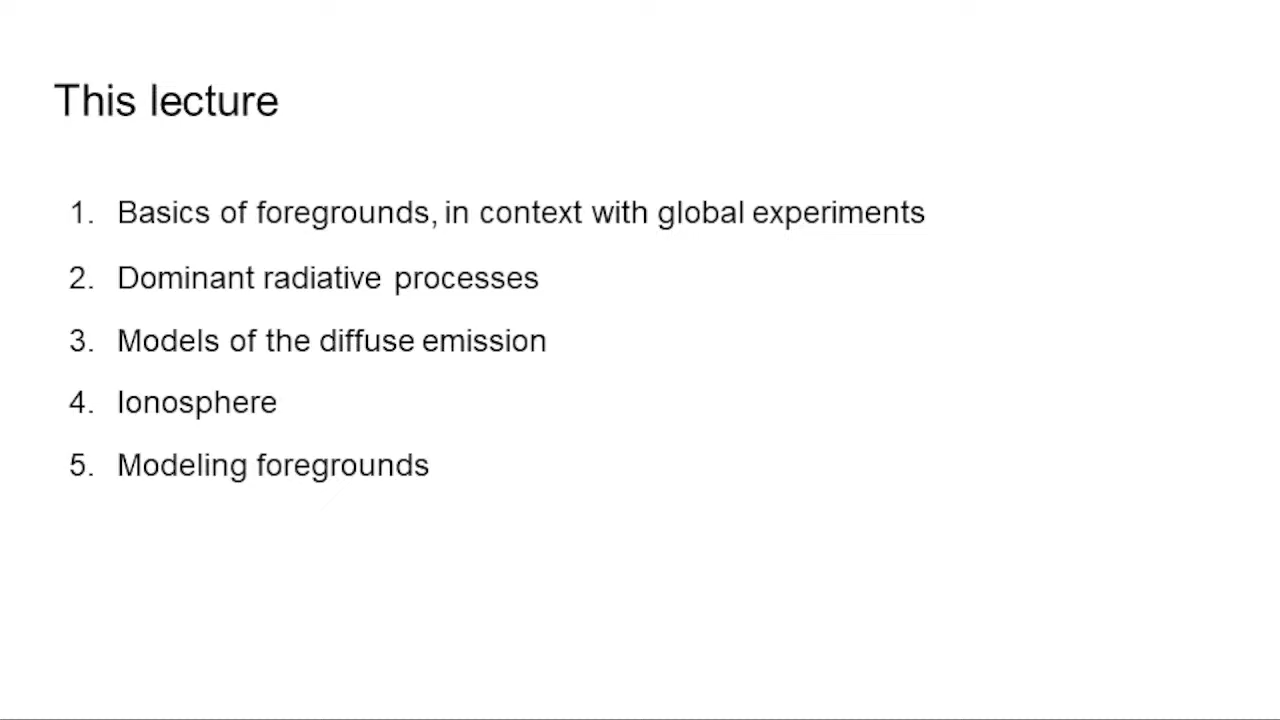 This lecture
1. Basics of foregrounds, in context with global experiments
2. Dominant radiative processes
3. Models of the diffuse emission
4. Ionosphere
5. Modeling foregrounds